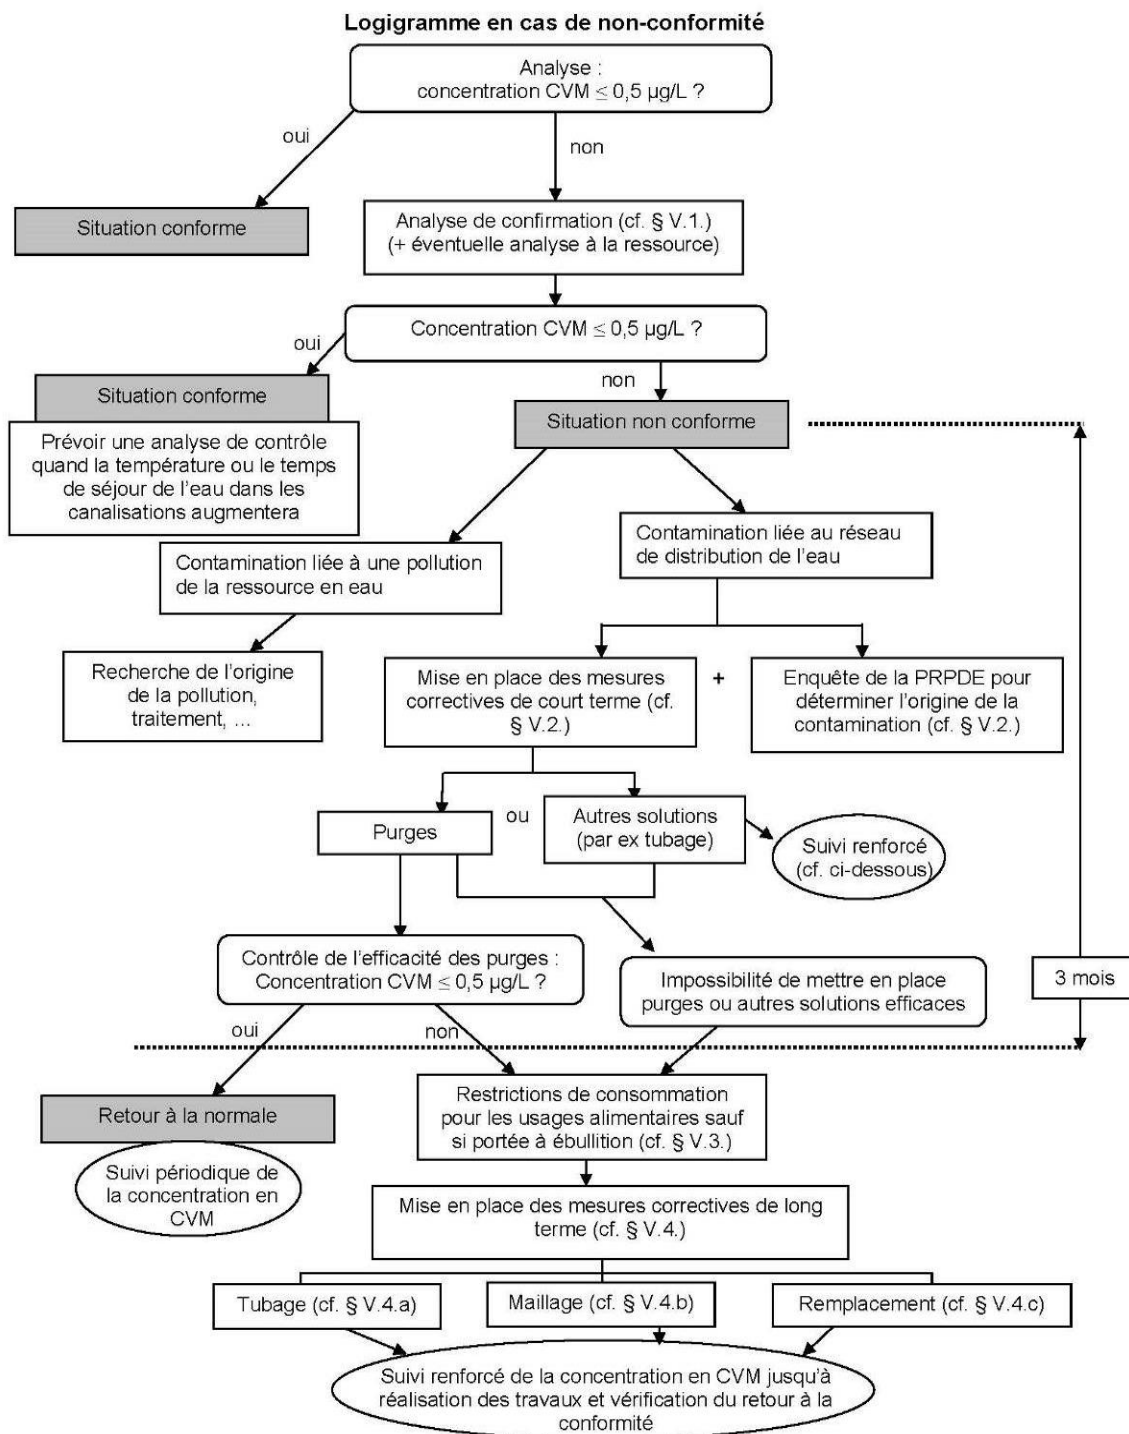 Logigramme en cas de non-conformité
Analyse :
concentration CVM ≤ 0,5 µg/L ?
oui
non
Situation conforme
Analyse de confirmation (cf. § V.1.)
(+ éventuelle analyse à la ressource)
Concentration CVM ≤ 0,5 µg/L ?
oui
non
Situation conforme
Situation non conforme
Prévoir une analyse de contrôle
quand la température ou le temps
de séjour de l'eau dans les
canalisations augmentera
Contamination liée à une pollution
de la ressource en eau
Contamination liée au réseau
de distribution de l'eau
Recherche de l'origine
de la pollution,
traitement, ...
Mise en place des mesures
correctives de court terme (cf.
§ V.2.)
+
Enquête de la PRPDE pour
déterminer l'origine de la
contamination (cf. § V.2.)
Purges
ou
Autres solutions
(par ex tubage)
Suivi renforcé
(cf. ci-dessous)
Contrôle de l'efficacité des purges :
Concentration CVM ≤ 0,5 µg/L ?
Impossibilité de mettre en place
purges ou autres solutions efficaces
3 mois
oui
non
Retour à la normale
Suivi périodique de
la concentration en
CVM
Restrictions de consommation
pour les usages alimentaires sauf
si portée à ébullition (cf. § V.3.)
Mise en place des mesures correctives de long
terme (cf. § V.4.)
Tubage (cf. § V.4.a)
Maillage (cf. § V.4.b)
Remplacement (cf. § V.4.c)
Suivi renforcé de la concentration en CVM jusqu'à
réalisation des travaux et vérification du retour à la
conformité